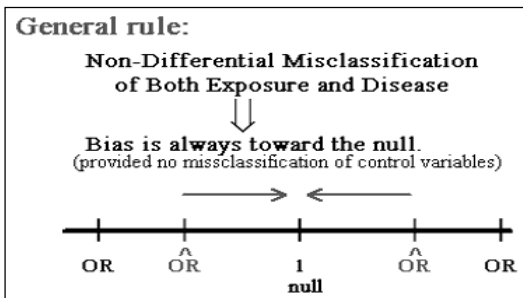 General rule:
Non-Differential Misclassification
of Both Exposure and Disease
Bias is always toward the null.
(provided no missclassification of control variables)
OR ÔR 1 ÔR OR
null